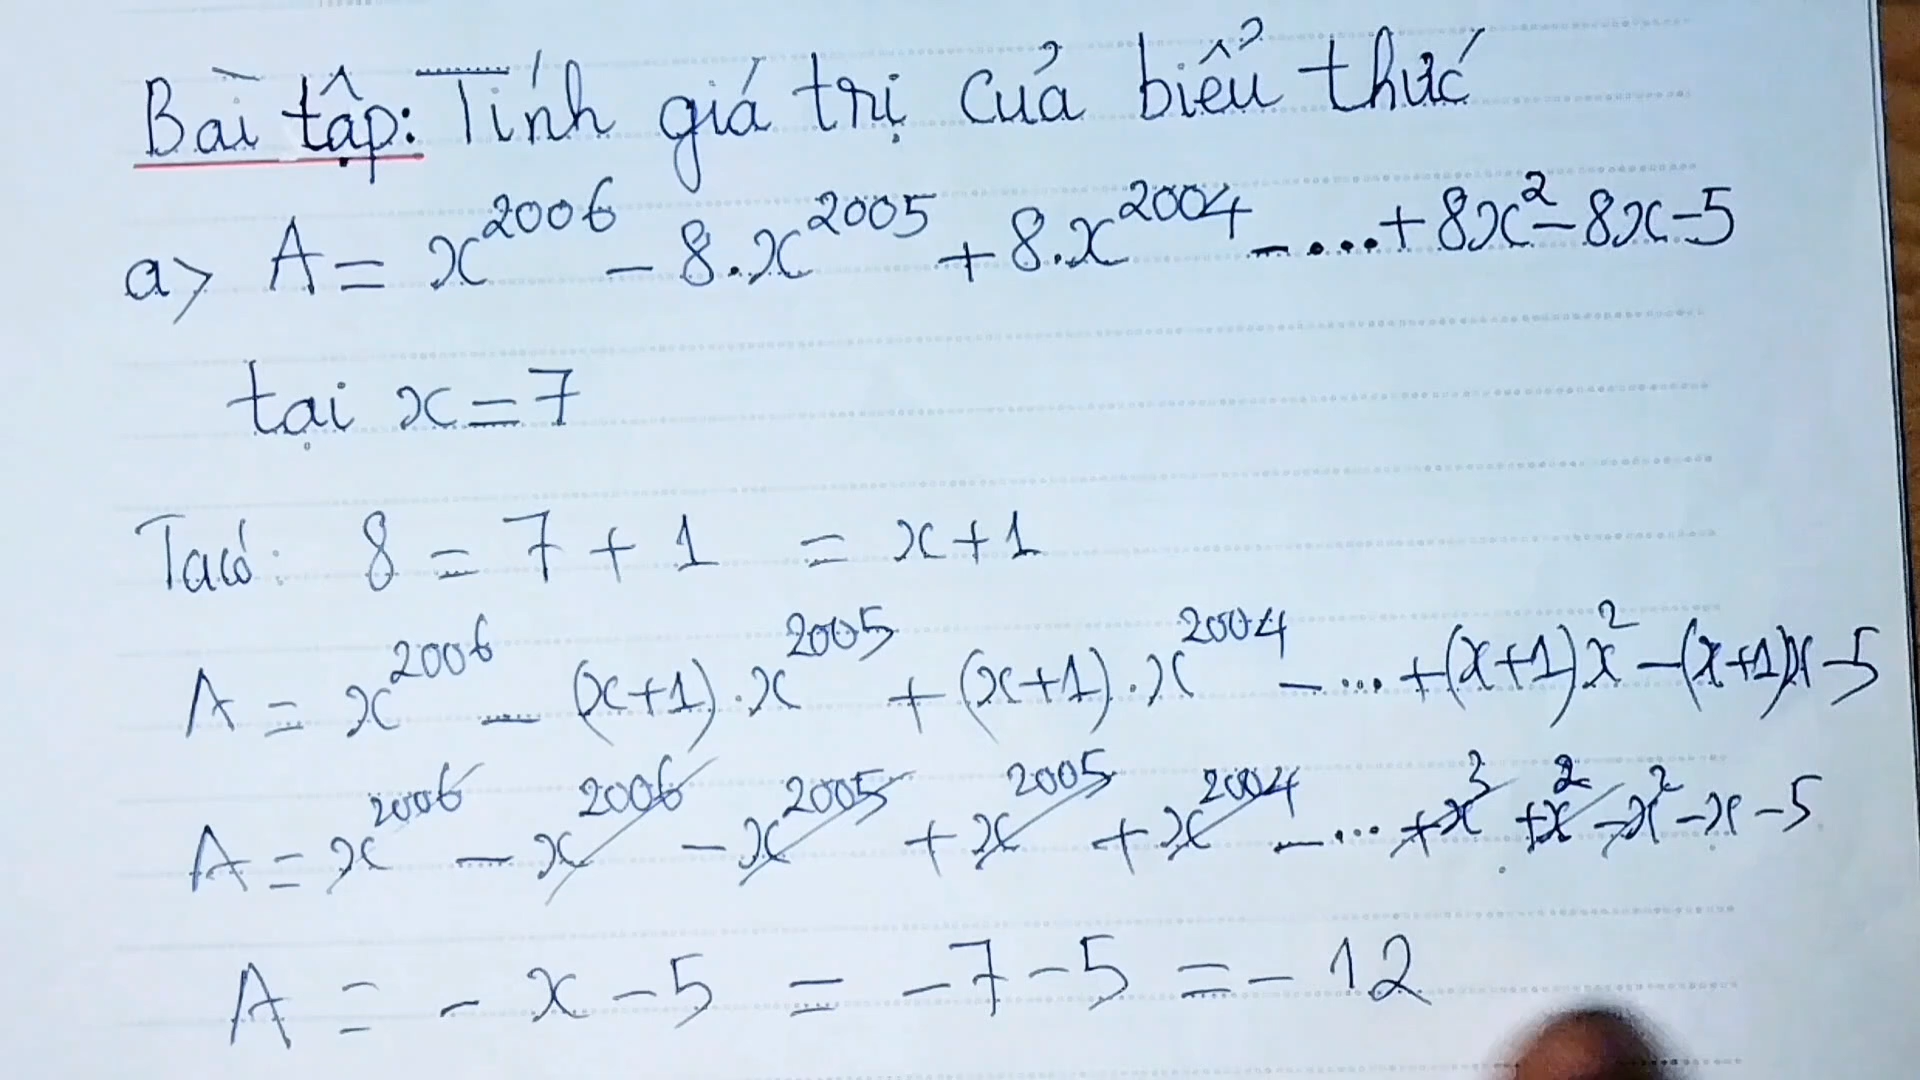 Bài tập: Tính giá trị của biểu thức
a> A = x^2006 - 8.x^2005 + 8.x^2004 - .... + 8x^2 - 8x - 5
tại x = 7
Ta có: 8 = 7 + 1 = x + 1
A = x^2006 - (x+1).x^2005 + (x+1).x^2004 - .... + (x+1)x^2 - (x+1)x - 5
A = x^2006 - x^2006 - x^2005 + x^2005 + x^2004 - .... + x^3 + x^2 - x^2 - x - 5
A = - x - 5 = - 7 - 5 = - 12